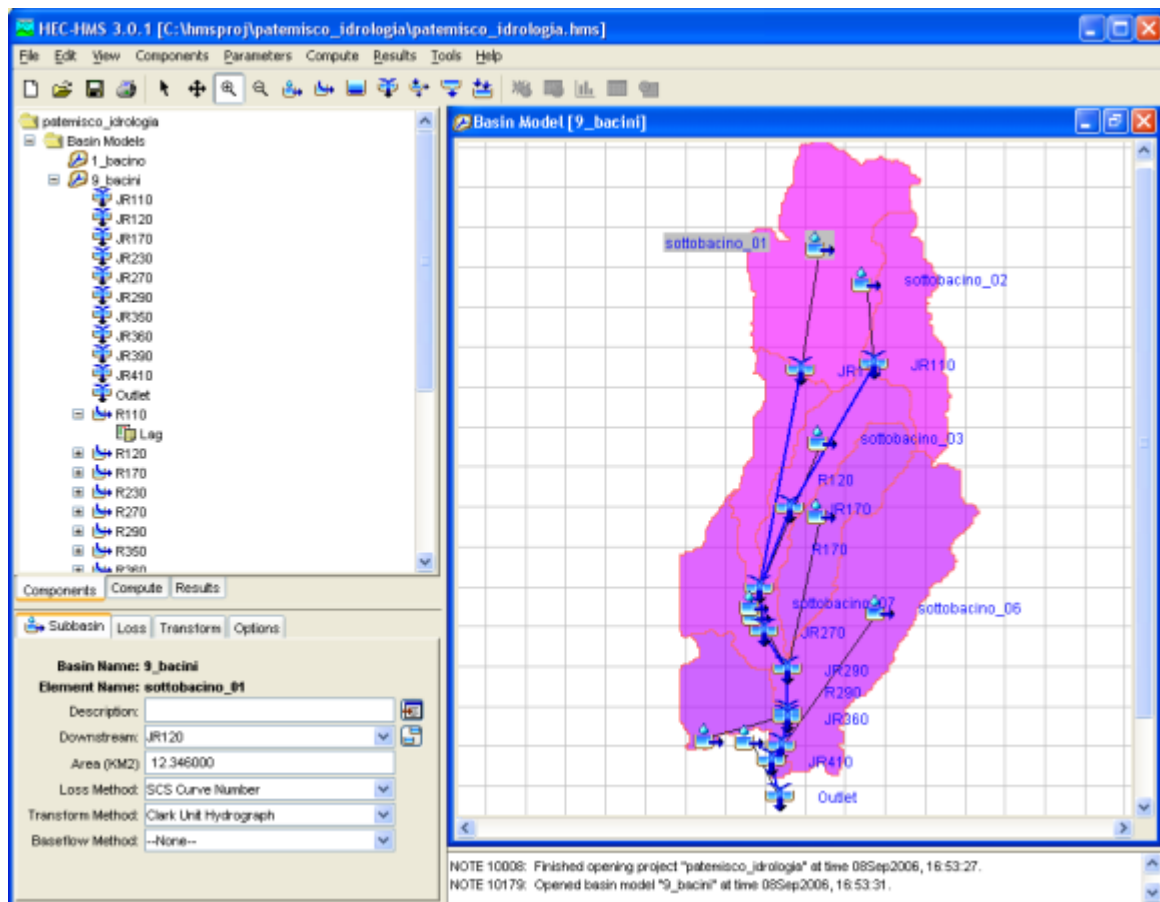 HEC-HMS 3.0.1 [C:\hmsproj\patemisco_idrologia\patemisco_idrologia.hms]
File Edit View Components Parameters Compute Results Tools Help
patemisco_idrologia
Basin Models
1_bacino
9_bacini
JR110
JR120
JR170
JR230
JR270
JR290
JR350
JR360
JR390
JR410
Outlet
R110
Lag
R120
R170
R230
R270
R290
R350
R360
Components Compute Results
Subbasin Loss Transform Options
Basin Name: 9_bacini
Element Name: sottobacino_01
Description:
Downstream: JR120
Area (KM2) 12.346000
Loss Method: SCS Curve Number
Transform Method: Clark Unit Hydrograph
Baseflow Method: --None--
Basin Model [9_bacini]
sottobacino_01
sottobacino_02
JR1
JR110
sottobacino_03
R120
JR170
R170
sottobacino_07
sottobacino_06
JR270
JR290
R290
JR360
JR410
Outlet
NOTE 10008: Finished opening project "patemisco_idrologia" at time 08Sep2006, 16:53:27.
NOTE 10179: Opened basin model "9_bacini" at time 08Sep2006, 16:53:31.